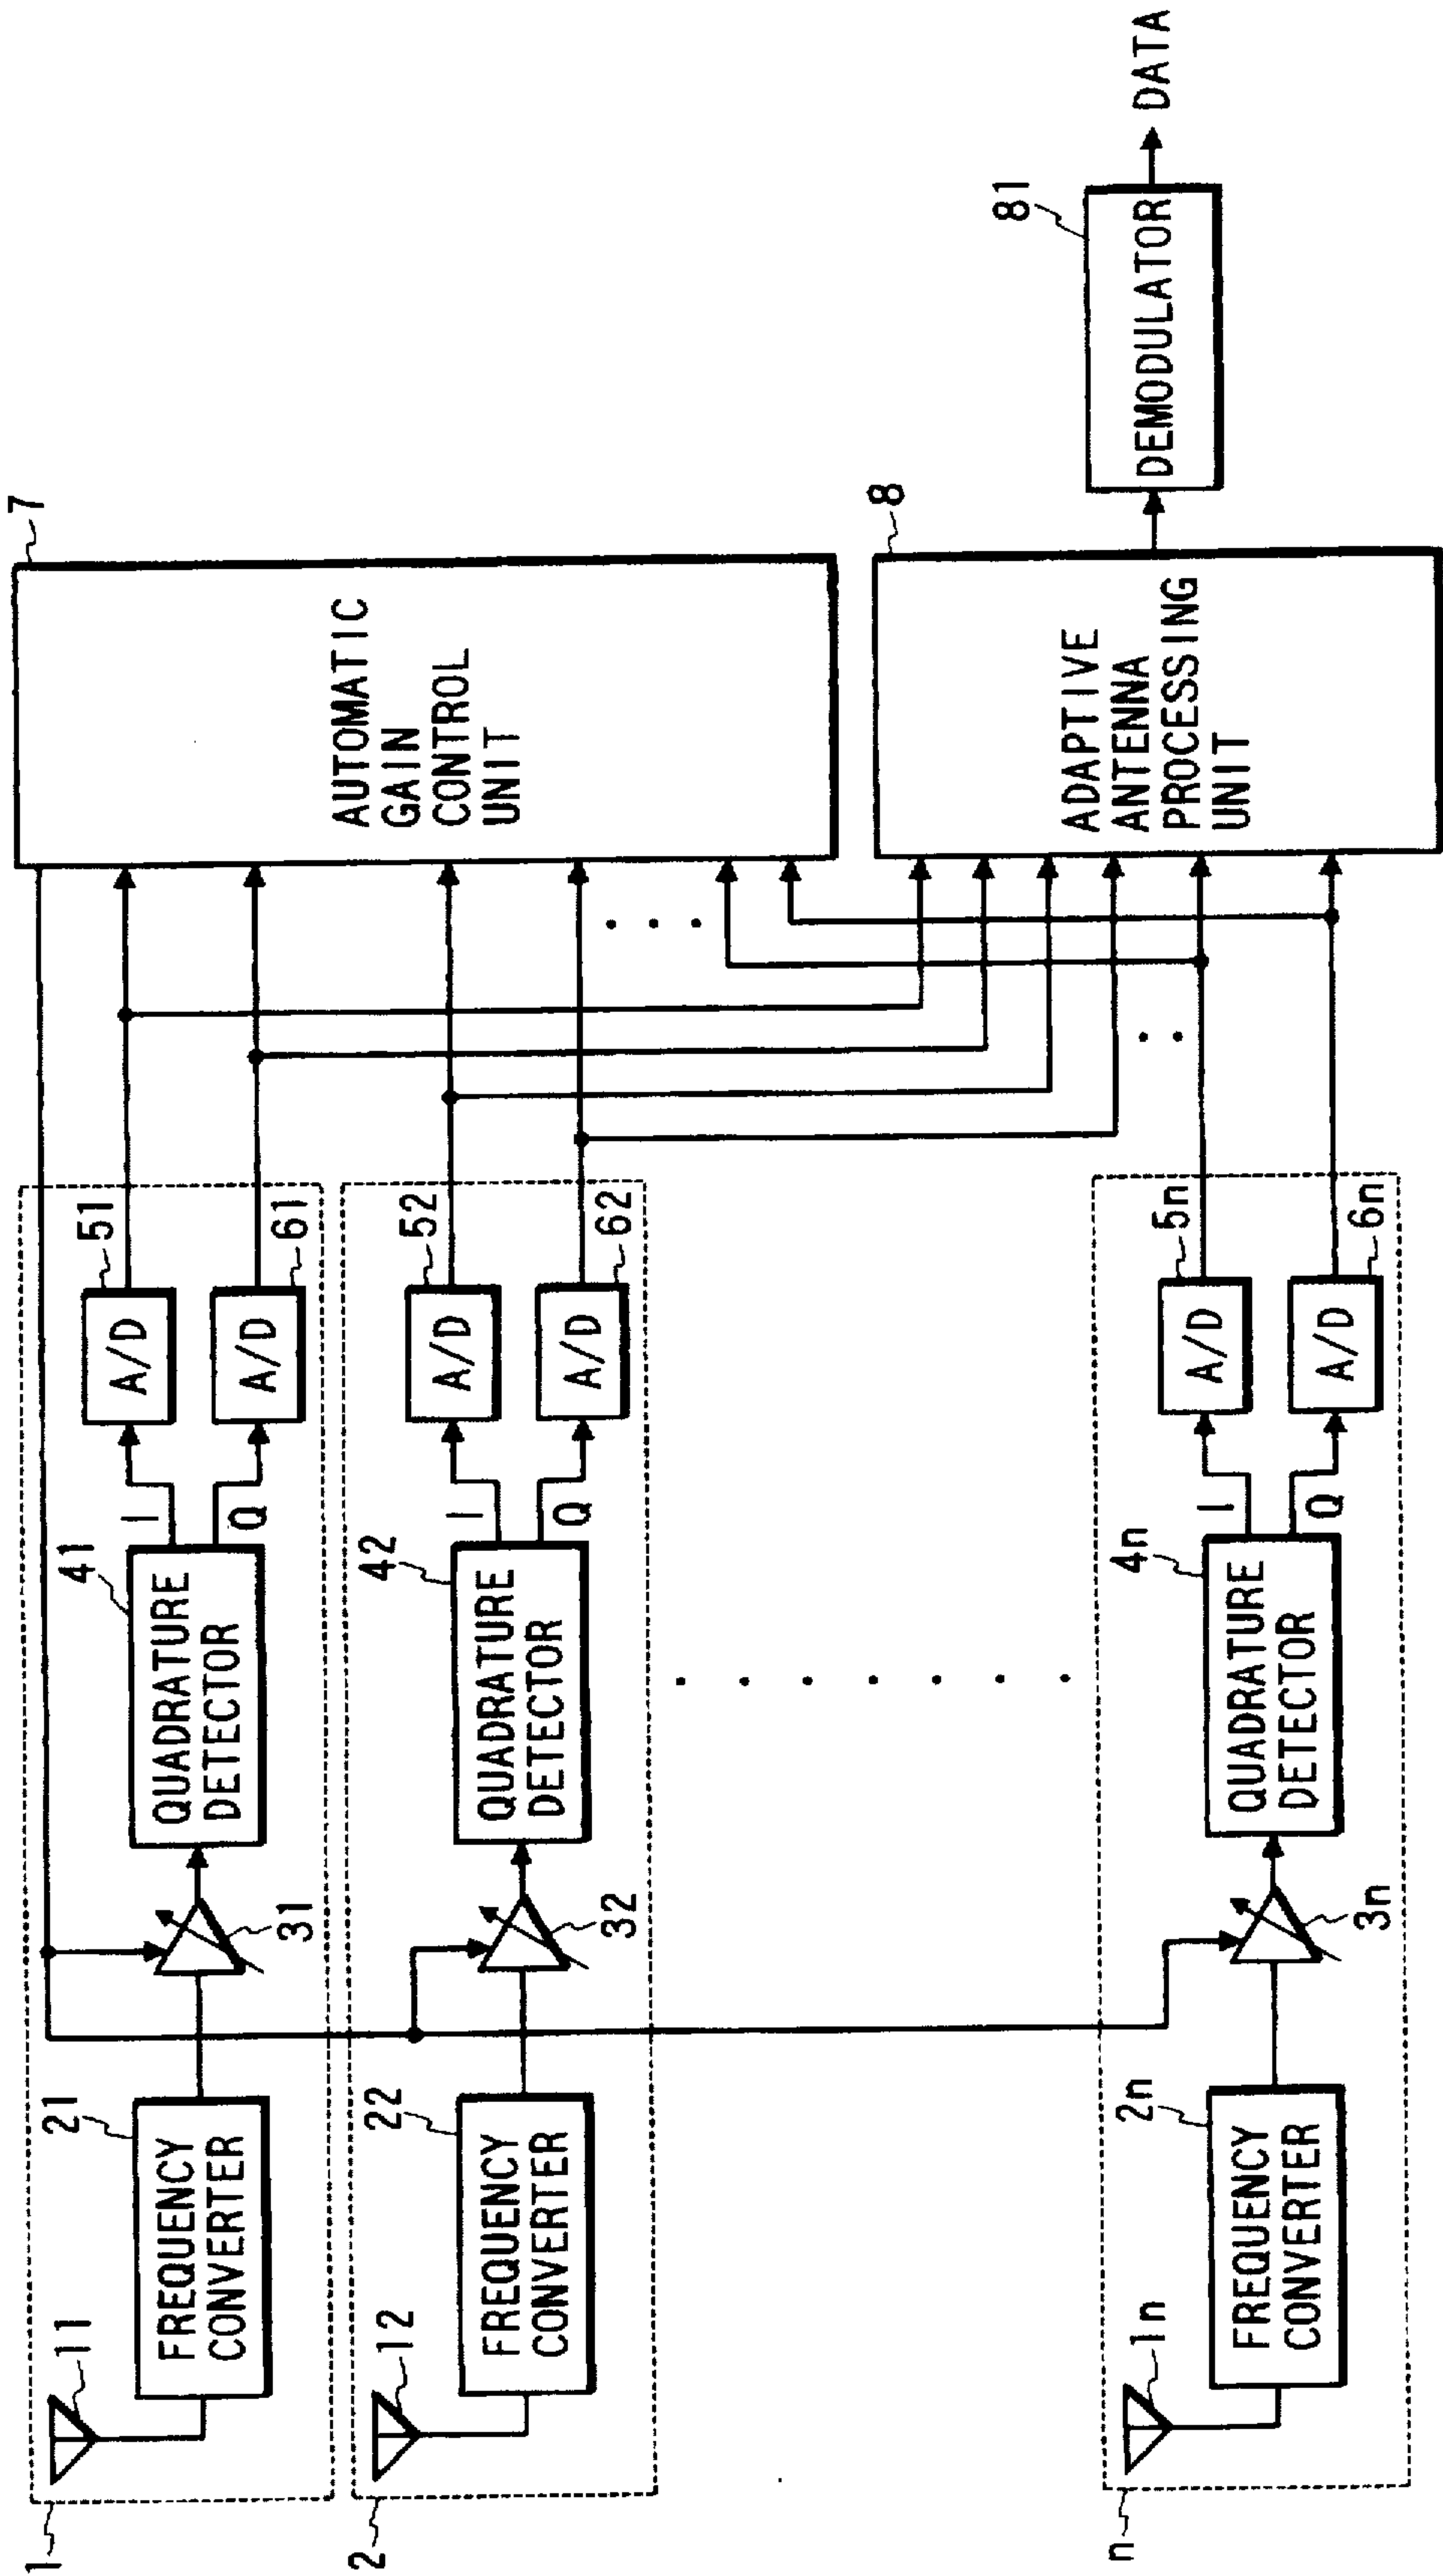 1
11
21
FREQUENCY
CONVERTER
31
41
QUADRATURE
DETECTOR
I
Q
51
A/D
61
A/D
7
AUTOMATIC
GAIN
CONTROL
UNIT
2
12
22
FREQUENCY
CONVERTER
32
42
QUADRATURE
DETECTOR
I
Q
52
A/D
62
A/D
n
1n
2n
FREQUENCY
CONVERTER
3n
4n
QUADRATURE
DETECTOR
I
Q
5n
A/D
6n
A/D
8
ADAPTIVE
ANTENNA
PROCESSING
UNIT
81
DEMODULATOR
DATA